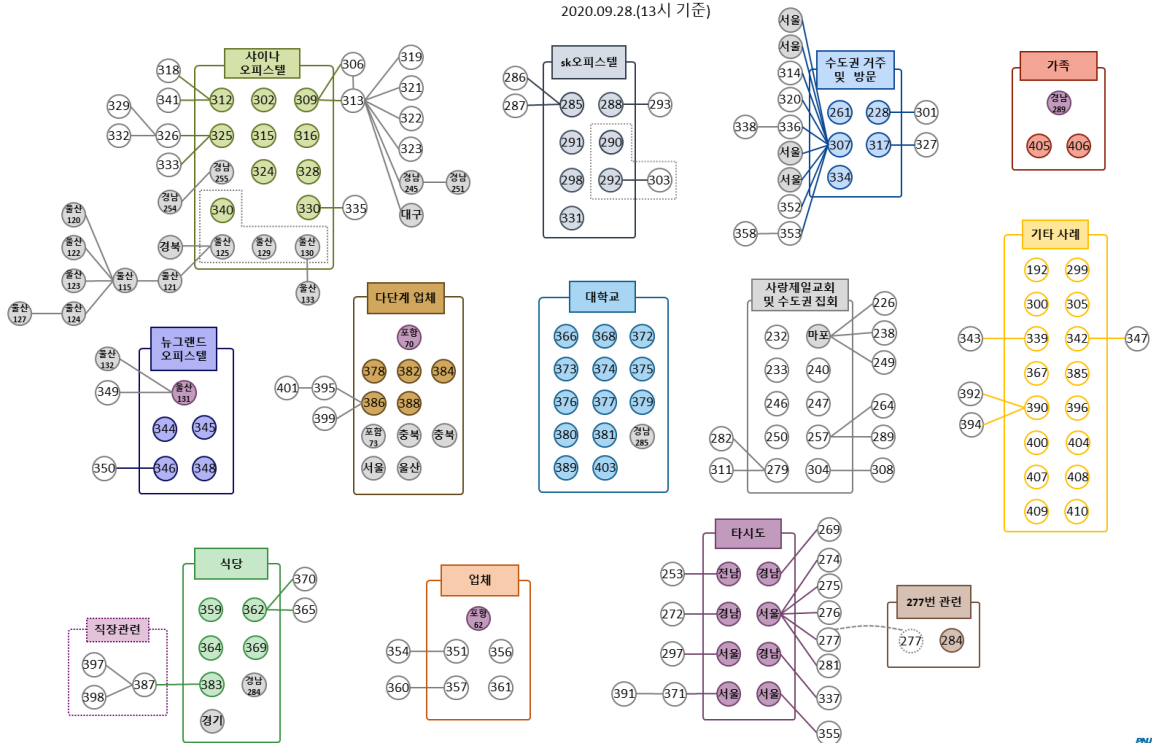 2020.09.28.(13시 기준)
샤이나
오피스텔
318
341
329
332
326
333
312
302
309
325
315
316
324
328
340
330
335
306
313
319
321
322
323
경남
245
경남
251
대구
경남
255
경남
254
울산
120
울산
122
울산
123
울산
127
울산
124
울산
115
울산
121
경북
울산
125
울산
129
울산
130
울산
133
sk오피스텔
286
287
285
288
293
291
290
298
292
303
331
수도권 거주
및 방문
서울
서울
314
320
338
336
서울
서울
352
358
353
261
228
301
307
317
327
334
가족
경남
289
405
406
뉴그랜드
오피스텔
울산
132
349
울산
131
344
345
350
346
348
다단계 업체
포항
70
378
382
384
401
395
399
386
388
포항
73
충북
충북
서울
울산
대학교
366
368
372
373
374
375
376
377
379
380
381
경남
285
389
403
사랑제일교회
및 수도권 집회
232
마포
226
238
249
233
240
246
247
250
257
264
289
282
311
279
304
308
기타 사례
192
299
300
305
343
339
342
347
367
385
392
394
390
396
400
404
407
408
409
410
식당
359
362
370
365
364
369
383
경남
284
경기
직장관련
397
398
387
업체
포항
62
354
351
356
360
357
361
타시도
253
전남
경남
269
272
경남
서울
274
275
276
277
281
297
서울
경남
337
391
371
서울
서울
355
277번 관련
277
284